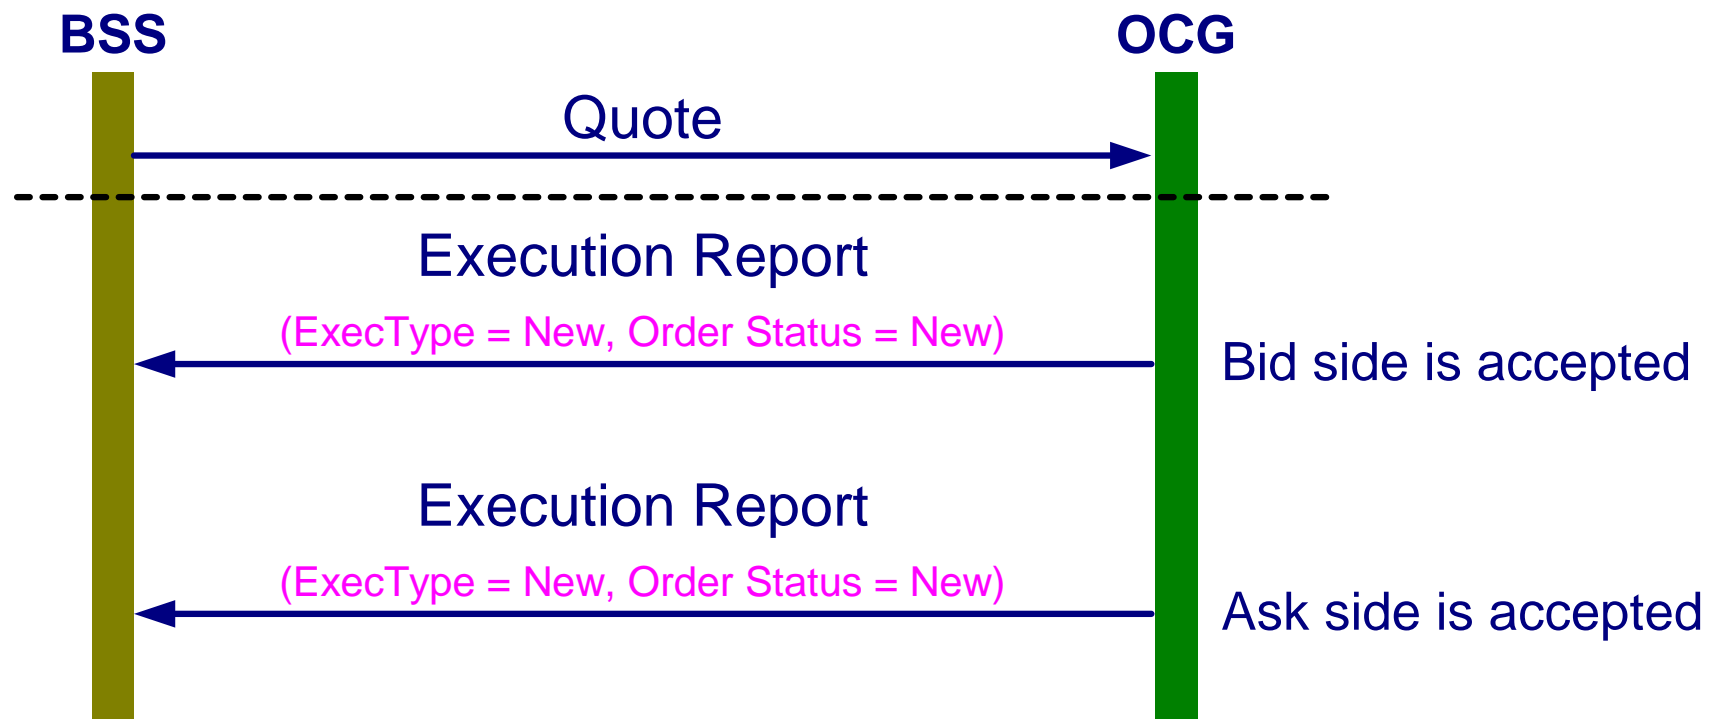 BSS
OCG
Quote
Execution Report
(ExecType = New, Order Status = New)
Bid side is accepted
Execution Report
(ExecType = New, Order Status = New)
Ask side is accepted